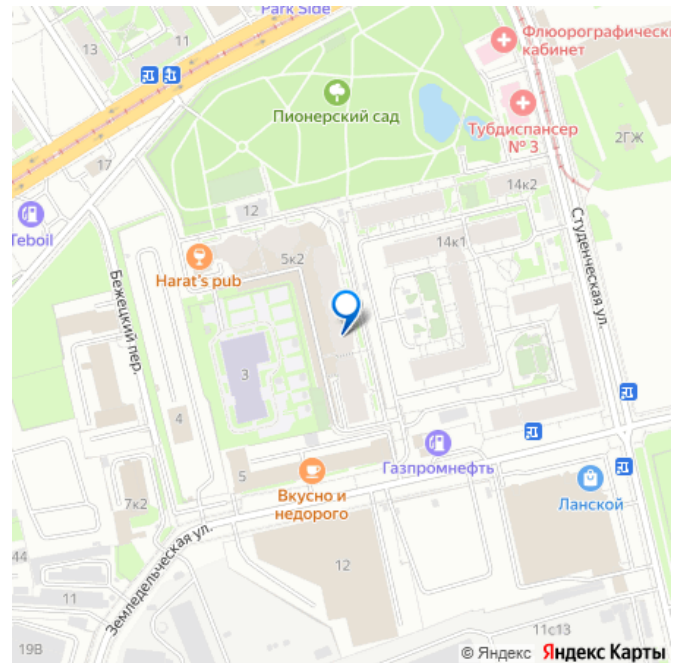 Park Side
11
13
Флюорографически
кабинет
Пионерский сад
Тубдиспансер
№ 3
2ГЖ
17
14к2
12
Teboil
14к1
Студенческая ул.
5к2
Harat's pub
Бежецкий пер.
3
4
5
Газпромнефть
Вкусно и
недорого
Ланской
7к2
44
Земледельческая ул.
12
11
11с13
19В
© Яндекс Яндекс Карты